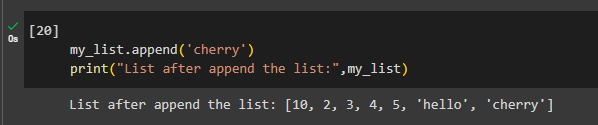 [20]
0s
my_list.append('cherry')
print("List after append the list:",my_list)
List after append the list: [10, 2, 3, 4, 5, 'hello', 'cherry']